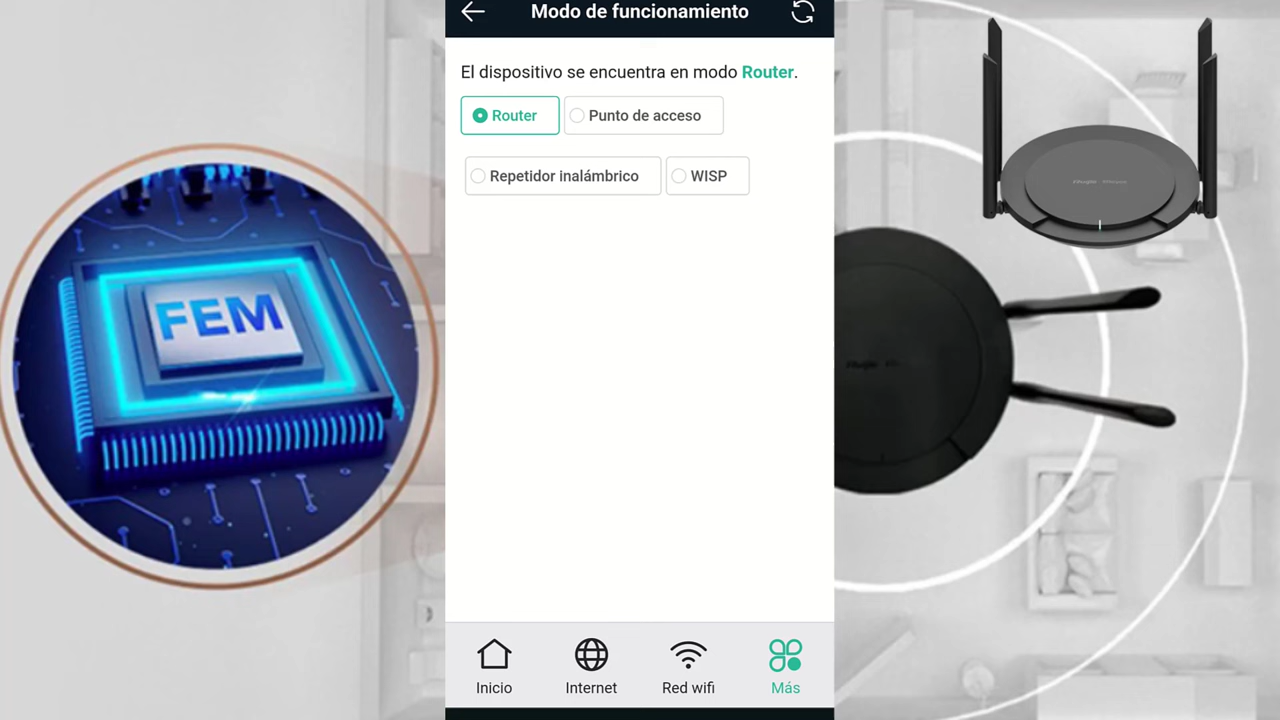 Modo de funcionamiento
El dispositivo se encuentra en modo Router.
Router
Punto de acceso
Repetidor inalámbrico
WISP
FEM
Inicio
Internet
Red wifi
Más